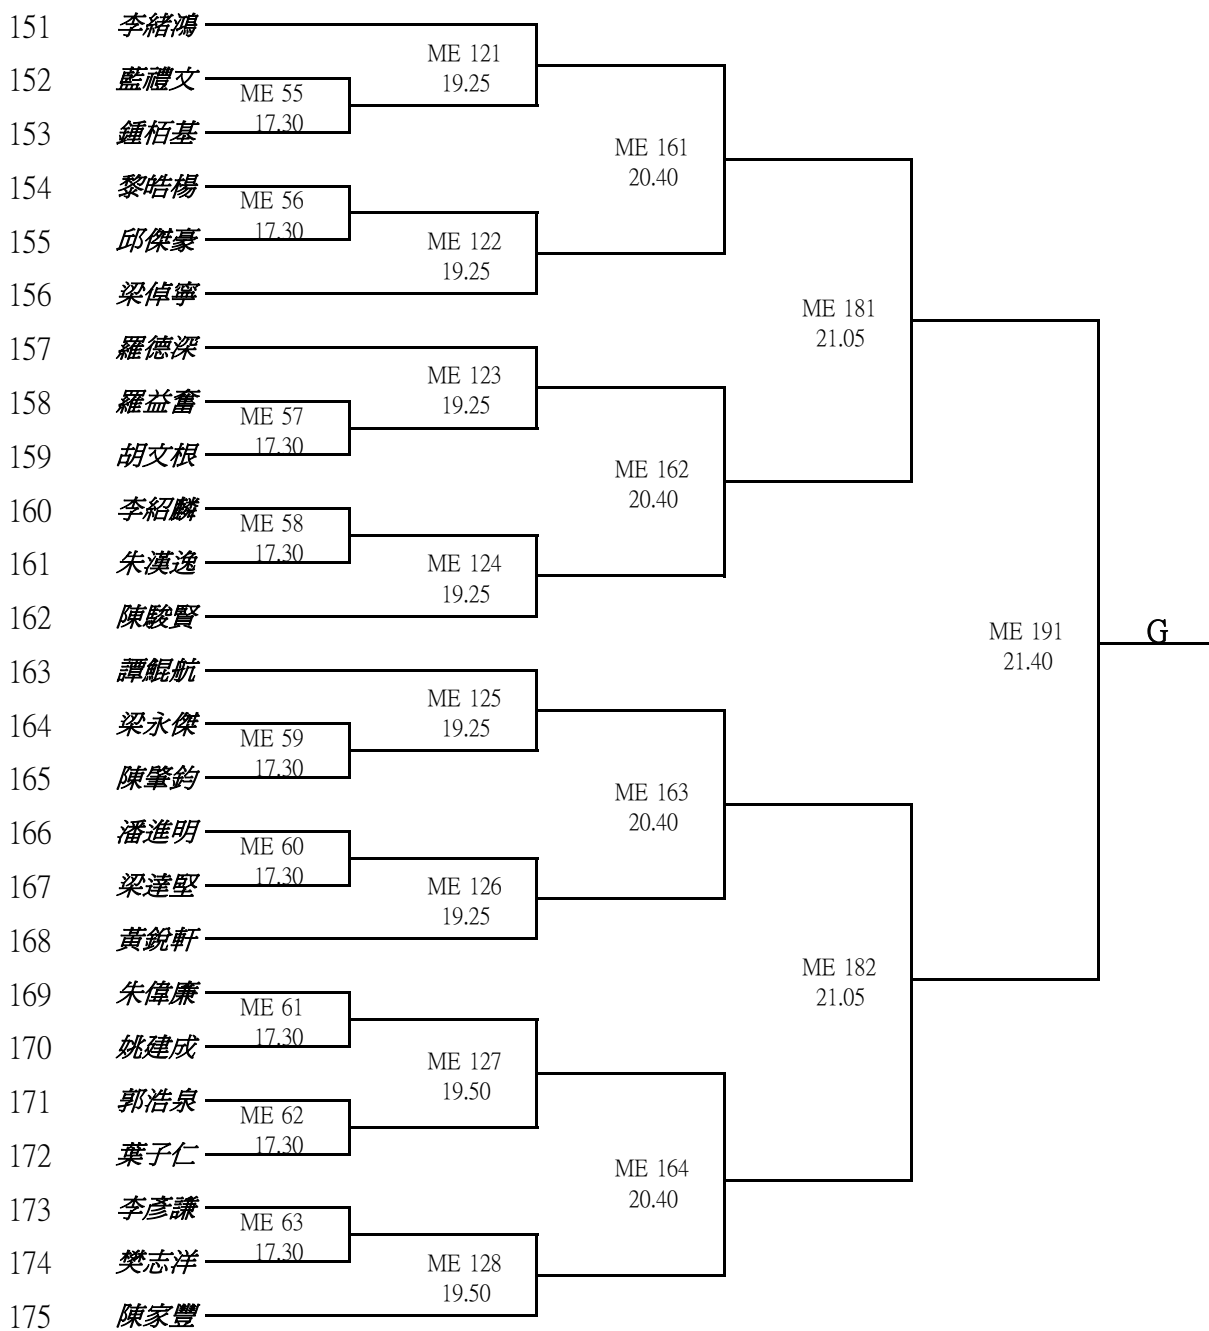 151 李緒鴻
ME 121
152 藍禮文
19.25
ME 55
17.30
153 鍾栢基
ME 161
20.40
154 黎皓楊
ME 56
17.30
155 邱傑豪
ME 122
19.25
156 梁倬寧
ME 181
21.05
157 羅德深
ME 123
19.25
158 羅益奮
ME 57
17.30
159 胡文根
ME 162
20.40
160 李紹麟
ME 58
17.30
161 朱漢逸
ME 124
19.25
162 陳駿賢
ME 191
21.40
G
163 譚鯤航
ME 125
19.25
164 梁永傑
ME 59
17.30
165 陳肇鈞
ME 163
20.40
166 潘進明
ME 60
17.30
167 梁達堅
ME 126
19.25
168 黃銳軒
ME 182
21.05
169 朱偉廉
ME 61
17.30
170 姚建成
ME 127
19.50
171 郭浩泉
ME 62
17.30
172 葉子仁
ME 164
20.40
173 李彥謙
ME 63
17.30
174 樊志洋
ME 128
19.50
175 陳家豐